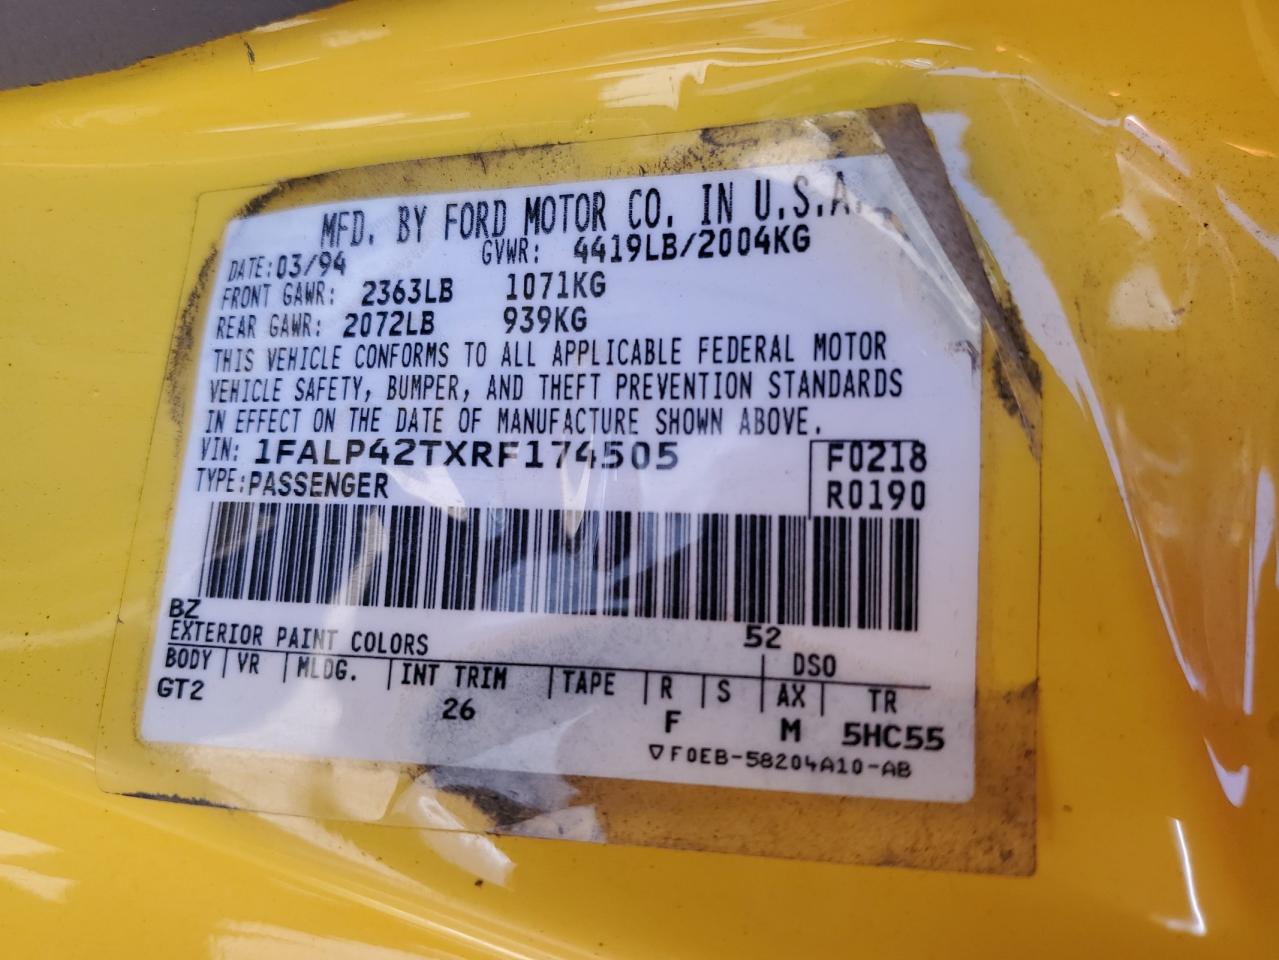 MFD. BY FORD MOTOR CO. IN U.S.A.
DATE: 03/94 GVWR: 4419LB/2004KG
FRONT GAWR: 2363LB 1071KG
REAR GAWR: 2072LB 939KG
THIS VEHICLE CONFORMS TO ALL APPLICABLE FEDERAL MOTOR
VEHICLE SAFETY, BUMPER, AND THEFT PREVENTION STANDARDS
IN EFFECT ON THE DATE OF MANUFACTURE SHOWN ABOVE.
VIN: 1FALP42TXRF174505 F0218
TYPE: PASSENGER R0190
BZ
EXTERIOR PAINT COLORS 52 DSO
BODY VR MLDG. INT TRIM TAPE R S AX TR
GT2 26 F M 5HC55
▽F0EB-58204A10-AB